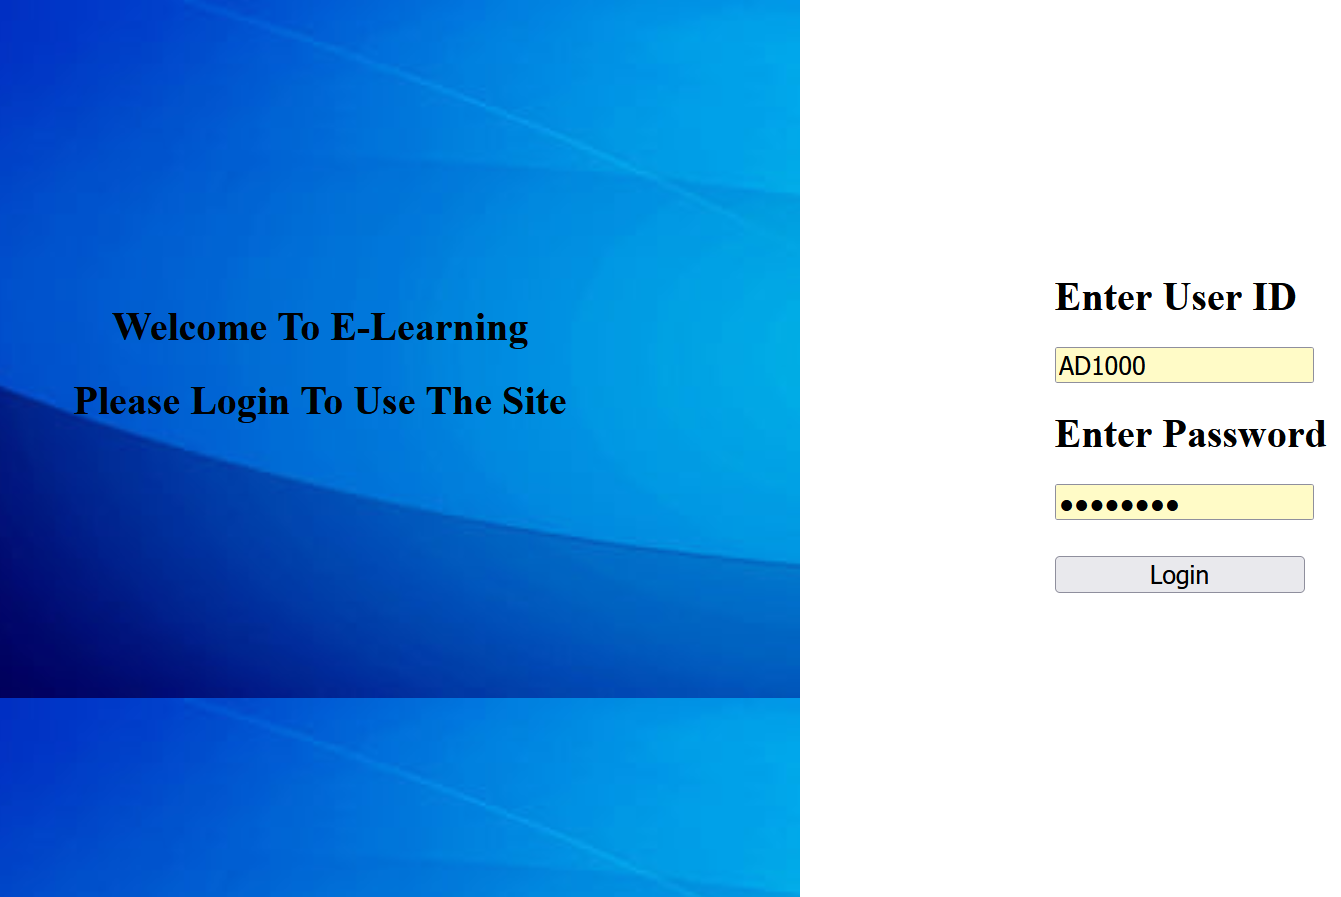 Welcome To E-Learning
Please Login To Use The Site
Enter User ID
AD1000
Enter Password
••••••••
Login